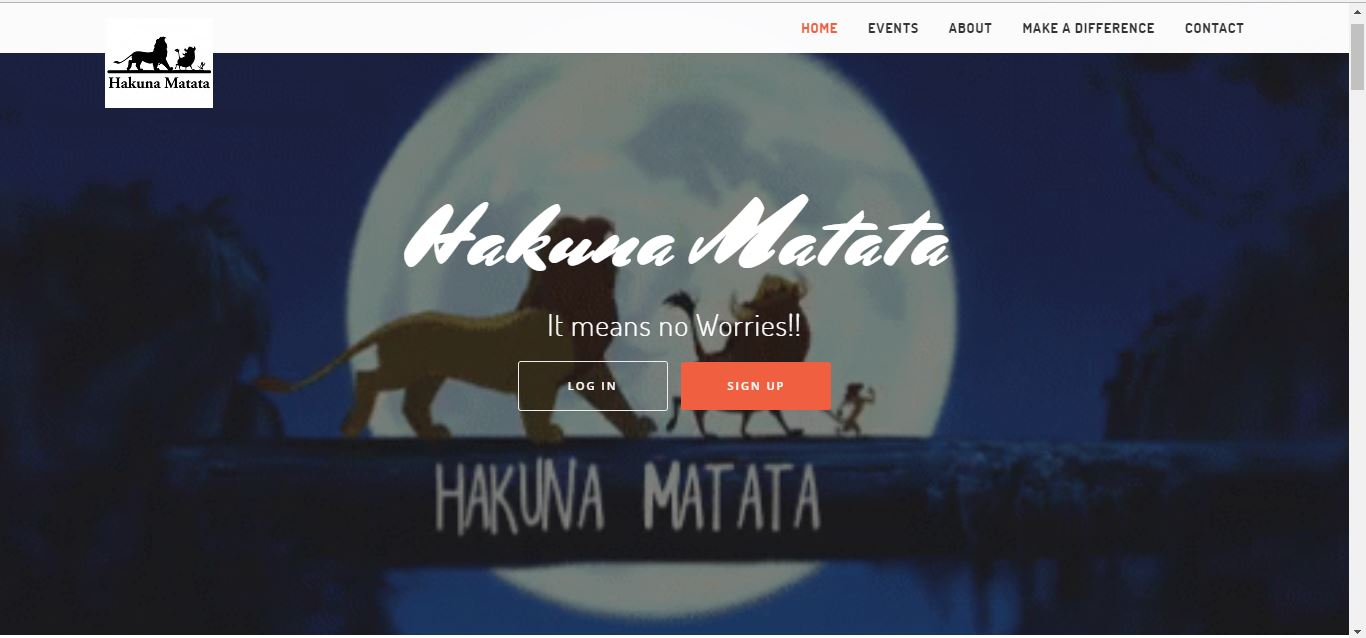 HOME EVENTS ABOUT MAKE A DIFFERENCE CONTACT
Hakuna Matata
Hakuna Matata
It means no Worries!!
LOG IN SIGN UP
HAKUNA MATATA